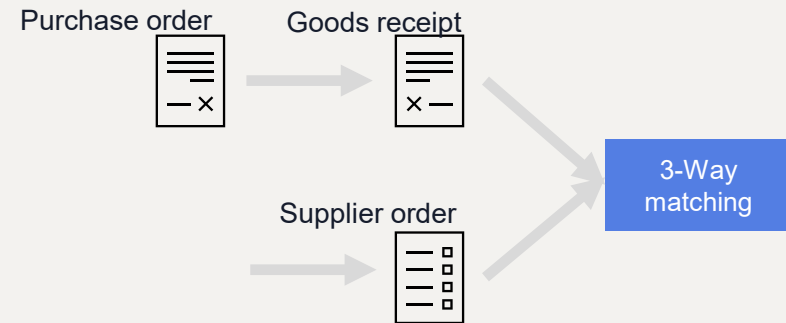 Purchase order
Goods receipt
Supplier order
3-Way
matching